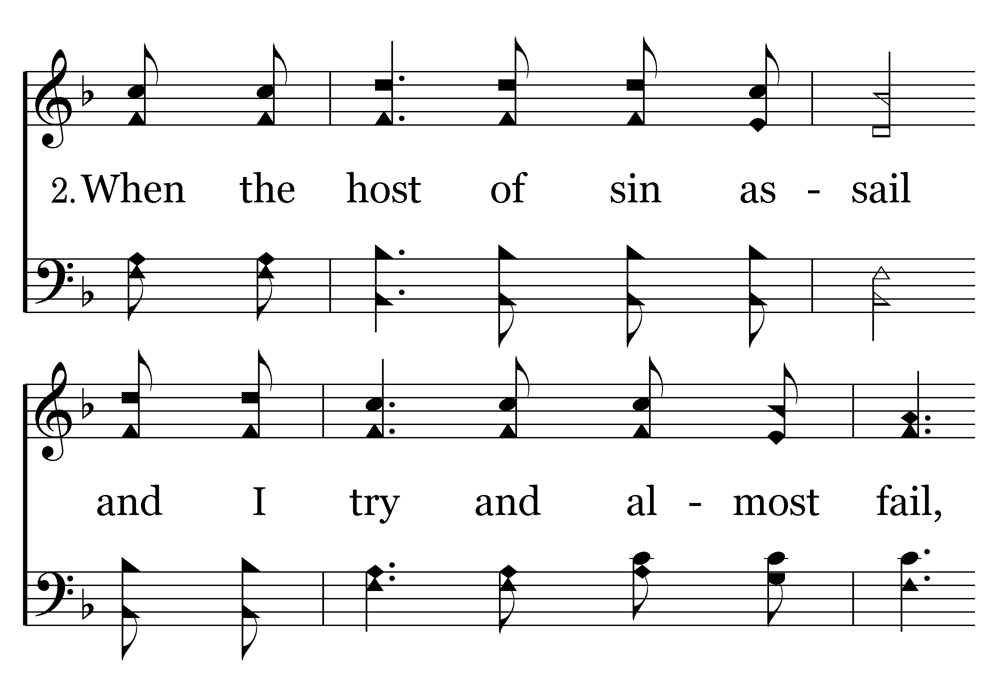 2. When the host of sin as - sail
and I try and al - most fail,